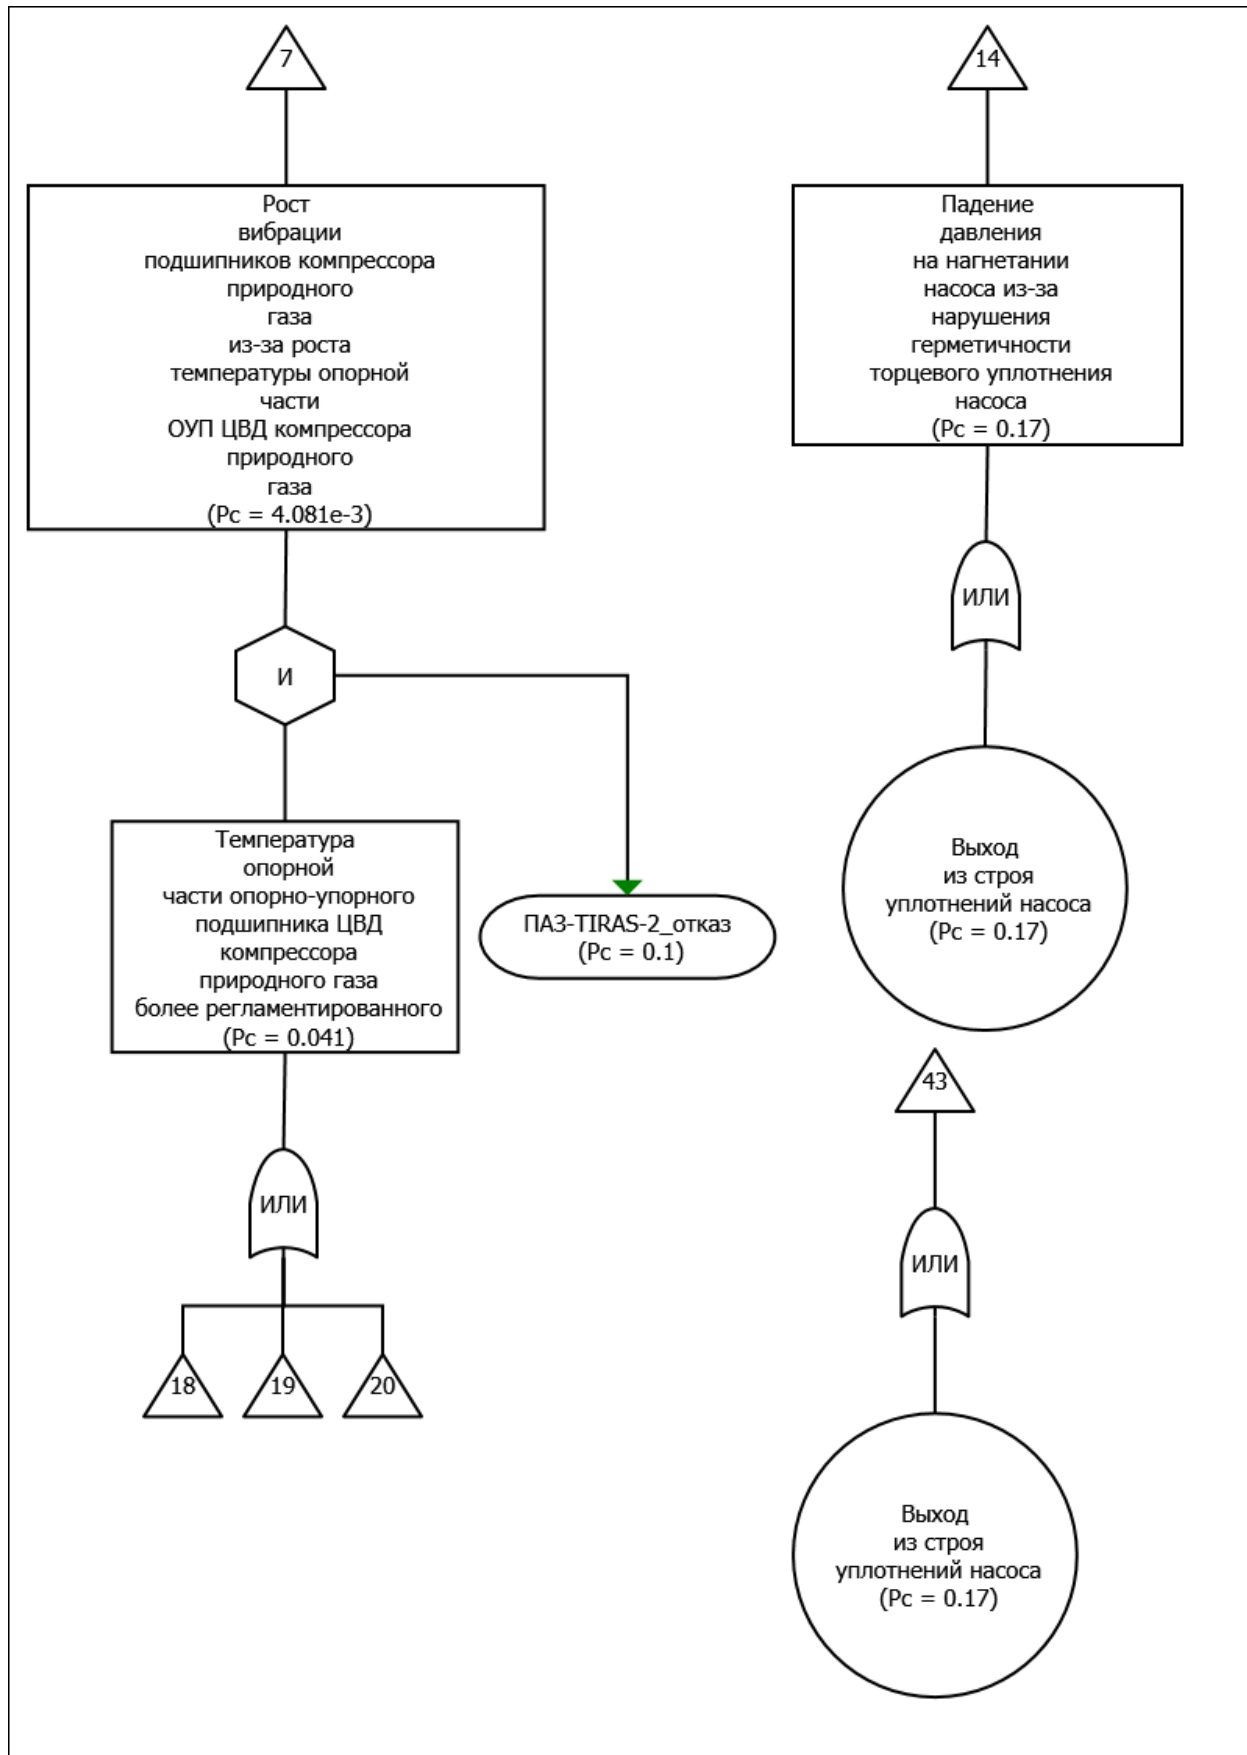 7
Рост
вибрации
подшипников компрессора
природного
газа
из-за роста
температуры опорной
части
ОУП ЦВД компрессора
природного
газа
(Pc = 4.081e-3)
И
Температура
опорной
части опорно-упорного
подшипника ЦВД
компрессора
природного газа
более регламентированного
(Pc = 0.041)
ПАЗ-TIRAS-2_отказ
(Pc = 0.1)
ИЛИ
18
19
20
14
Падение
давления
на нагнетании
насоса из-за
нарушения
герметичности
торцевого уплотнения
насоса
(Pc = 0.17)
ИЛИ
Выход
из строя
уплотнений насоса
(Pc = 0.17)
43
ИЛИ
Выход
из строя
уплотнений насоса
(Pc = 0.17)